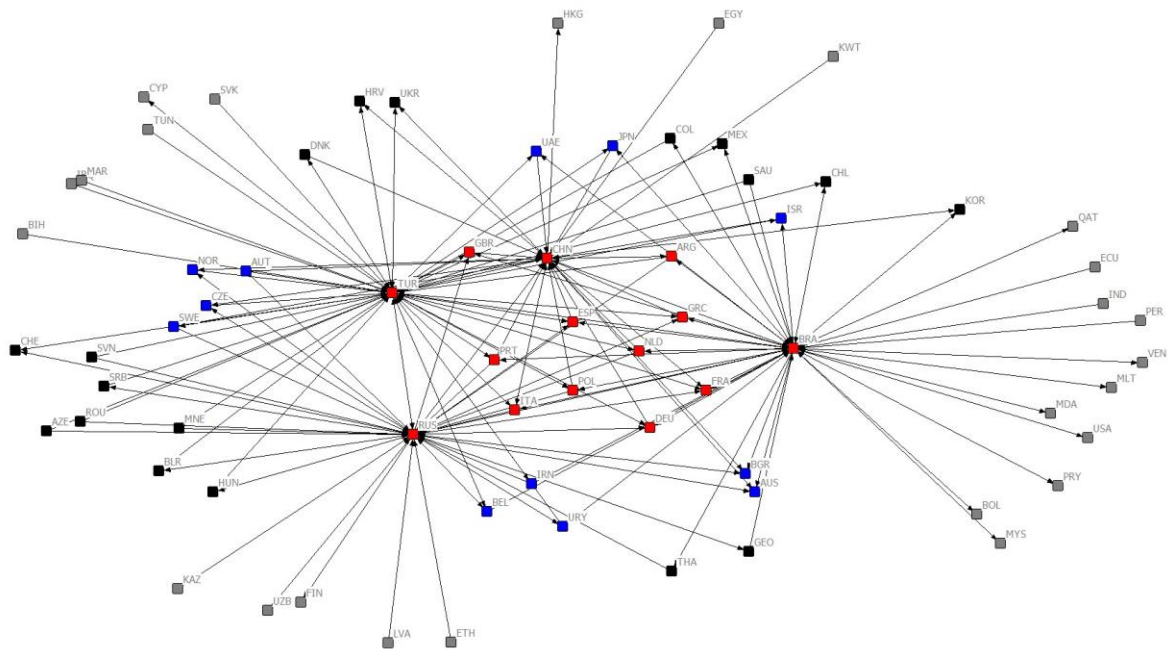 HKG
EGY
KWT
CYP
SVK
HRV
UKR
TUN
DNK
UAE
JPN
COL
MEX
MAR
SAU
CHL
BIH
ISR
KOR
QAT
NOR
AUT
GBR
CHN
ARG
ECU
TUR
CZE
SWE
ESP
GRC
IND
PER
CHE
SVN
PRT
NLD
BRA
VEN
SRB
POL
FRA
MLT
AZE
ROU
MNE
RUS
ITA
DEU
MDA
USA
BLR
HUN
IRN
BGR
AUS
PRY
BEL
URY
BOL
MYS
GEO
THA
KAZ
UZB
FIN
LVA
ETH